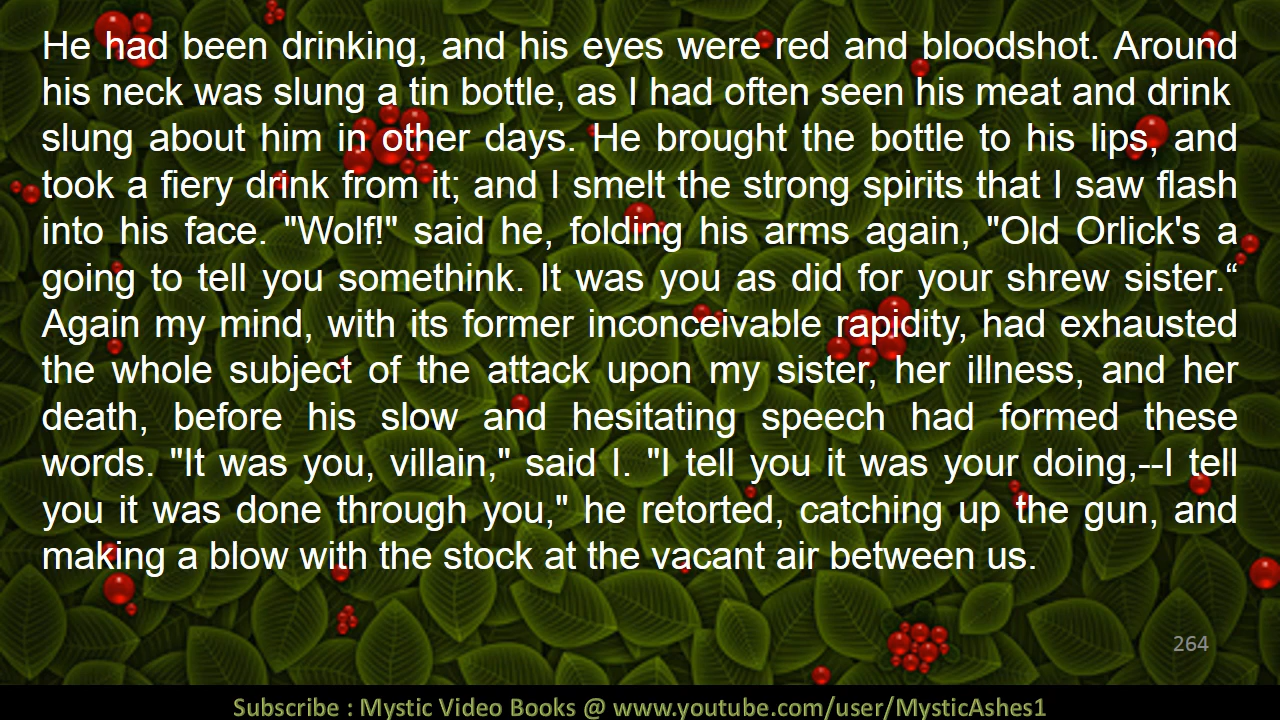 He had been drinking, and his eyes were red and bloodshot. Around
his neck was slung a tin bottle, as I had often seen his meat and drink
slung about him in other days. He brought the bottle to his lips, and
took a fiery drink from it; and I smelt the strong spirits that I saw flash
into his face. "Wolf!" said he, folding his arms again, "Old Orlick's a
going to tell you somethink. It was you as did for your shrew sister.“
Again my mind, with its former inconceivable rapidity, had exhausted
the whole subject of the attack upon my sister, her illness, and her
death, before his slow and hesitating speech had formed these
words. "It was you, villain," said I. "I tell you it was your doing,--I tell
you it was done through you," he retorted, catching up the gun, and
making a blow with the stock at the vacant air between us.
264
Subscribe : Mystic Video Books @ www.youtube.com/user/MysticAshes1